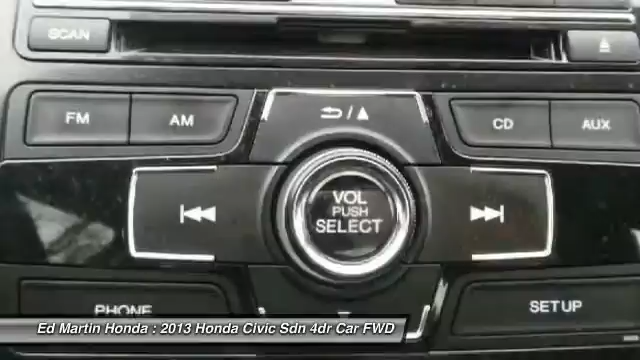 SCAN
FM AM CD AUX
VOL
PUSH
SELECT
PHONE SETUP
Ed Martin Honda : 2013 Honda Civic Sdn 4dr Car FWD